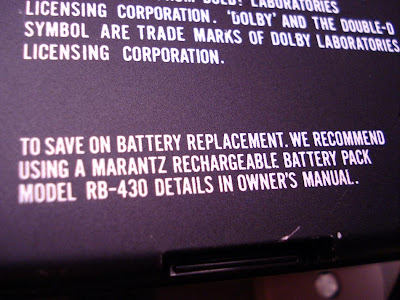 LABORATORIES
LICENSING CORPORATION. 'DOLBY' AND THE DOUBLE-D
SYMBOL ARE TRADE MARKS OF DOLBY LABORATORIES
LICENSING CORPORATION.
TO SAVE ON BATTERY REPLACEMENT. WE RECOMMEND
USING A MARANTZ RECHARGEABLE BATTERY PACK
MODEL RB-430 DETAILS IN OWNER'S MANUAL.